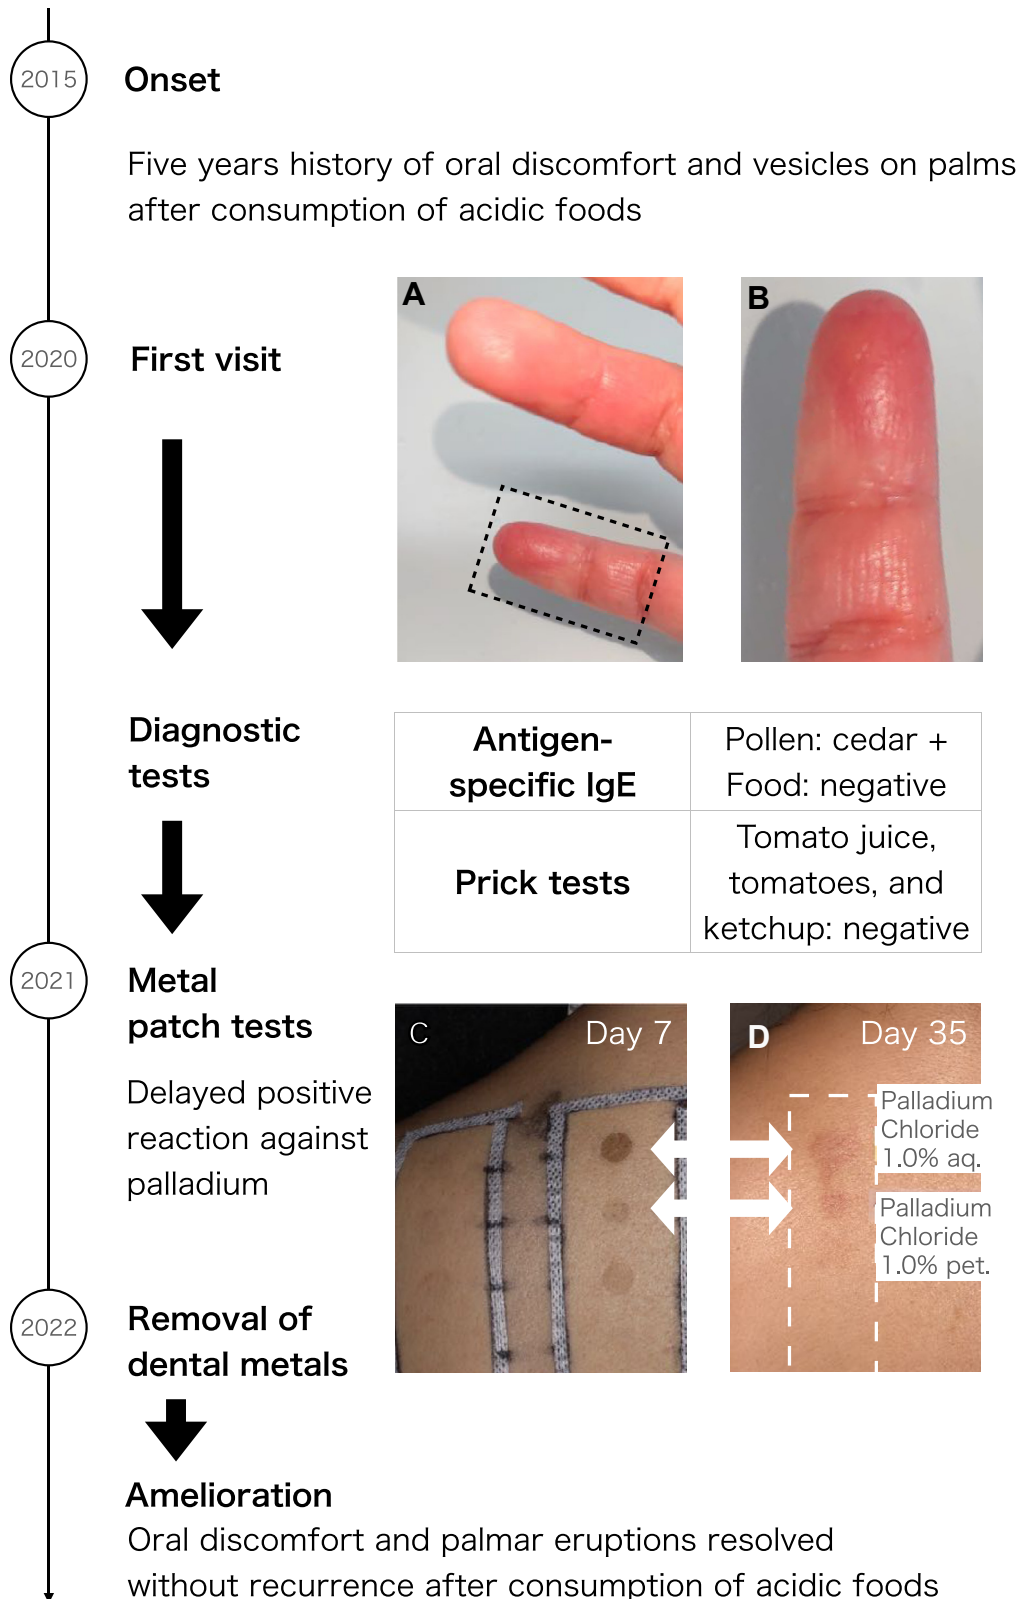 2015
Onset
Five years history of oral discomfort and vesicles on palms
after consumption of acidic foods
2020
First visit
A
B
Diagnostic
tests
Antigen-
specific IgE
Pollen: cedar +
Food: negative
Prick tests
Tomato juice,
tomatoes, and
ketchup: negative
2021
Metal
patch tests
Delayed positive
reaction against
palladium
C
Day 7
D
Day 35
Palladium
Chloride
1.0% aq.
Palladium
Chloride
1.0% pet.
2022
Removal of
dental metals
Amelioration
Oral discomfort and palmar eruptions resolved
without recurrence after consumption of acidic foods